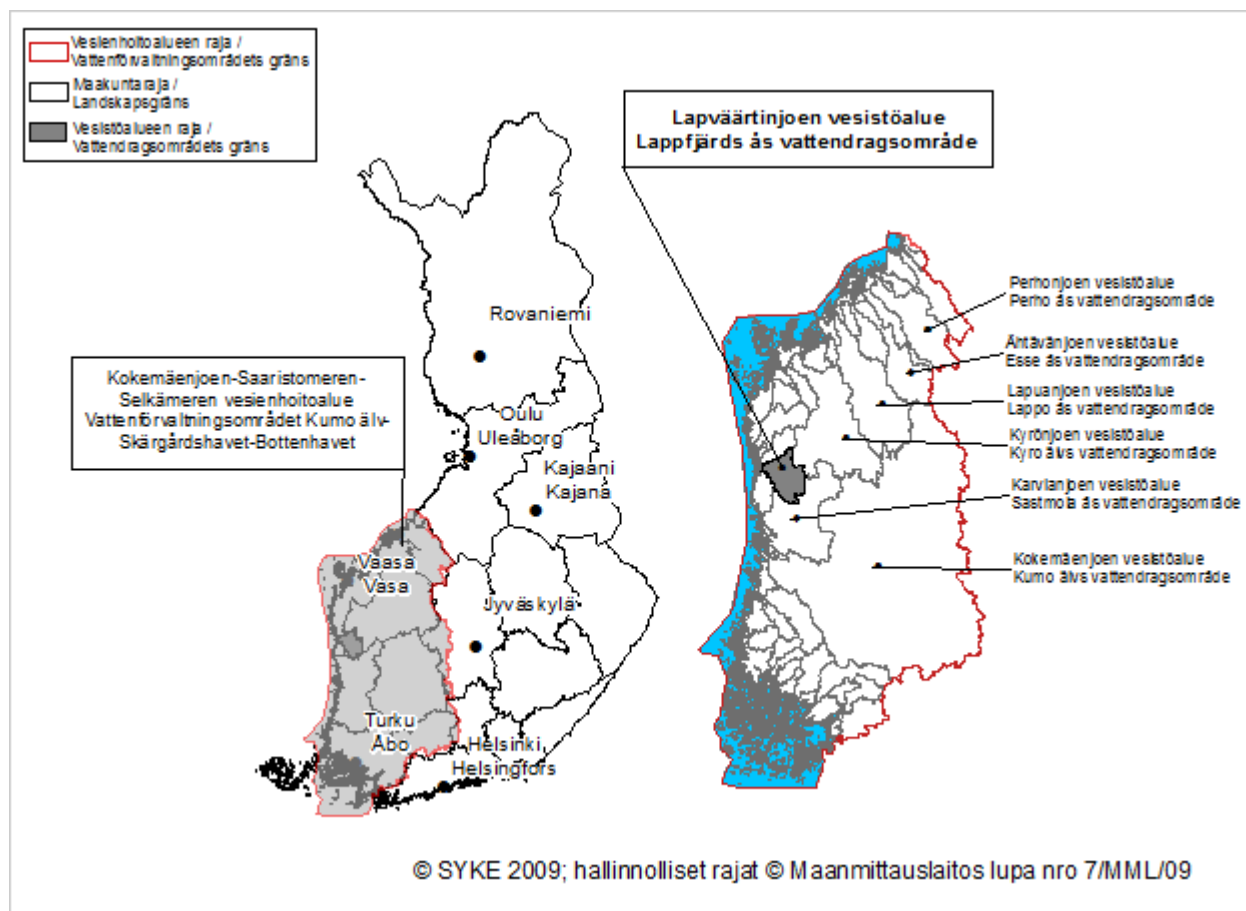 Vesienhoitoalueen raja /
Vattenförvaltningsområdets gräns
Maakuntaraja /
Landskapsgräns
Vesistöalueen raja /
Vattendragsområdets gräns
Lapväärtinjoen vesistöalue
Lappfjärds ås vattendragsområde
Rovaniemi
Kokemäenjoen-Saaristomeren-
Selkämeren vesienhoitoalue
Vattenförvaltningsområdet Kumo älv-
Skärgårdshavet-Bottenhavet
Oulu
Uleåborg
Kajaani
Kajana
Vaasa
Vasa
Jyväskylä
Turku
Åbo
Helsinki
Helsingfors
Perhonjoen vesistöalue
Perho ås vattendragsområde
Ähtävänjoen vesistöalue
Esse ås vattendragsområde
Lapuanjoen vesistöalue
Lappo ås vattendragsområde
Kyrönjoen vesistöalue
Kyro älvs vattendragsområde
Karvianjoen vesistöalue
Sastmola ås vattendragsområde
Kokemäenjoen vesistöalue
Kumo älvs vattendragsområde
© SYKE 2009; hallinnolliset rajat © Maanmittauslaitos lupa nro 7/MML/09